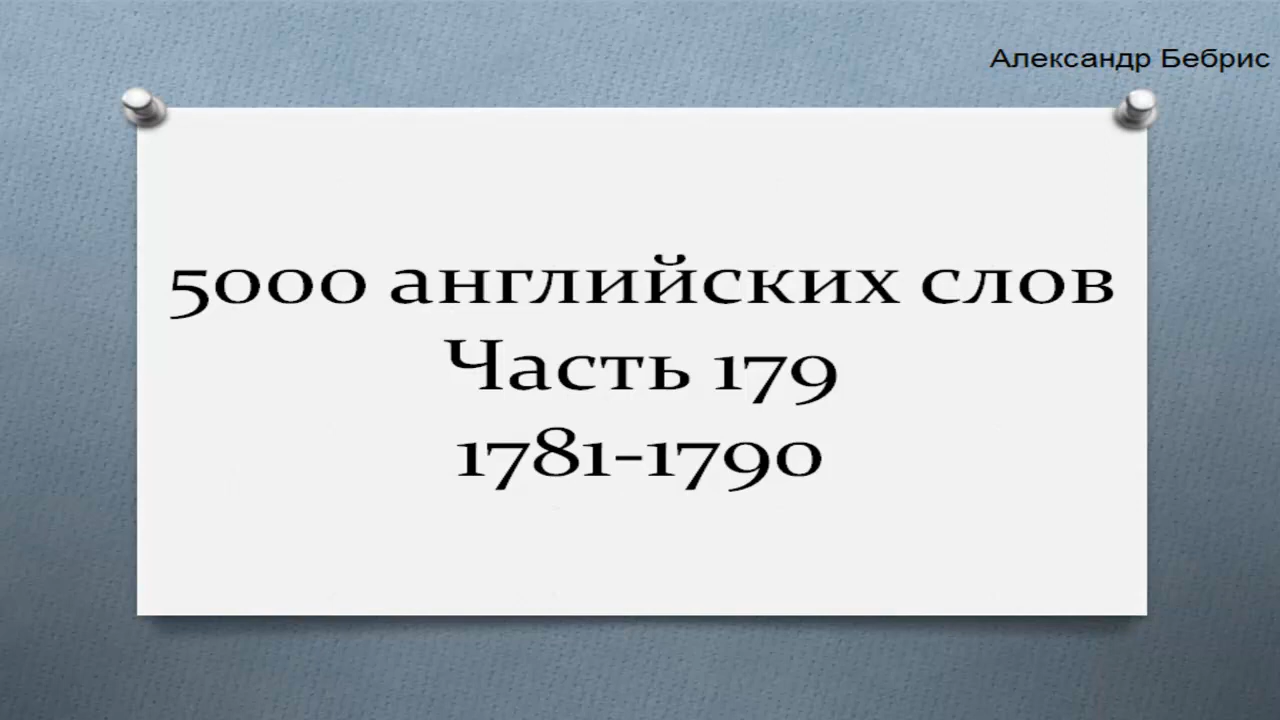 Александр Бебрис
5000 английских слов
Часть 179
1781-1790